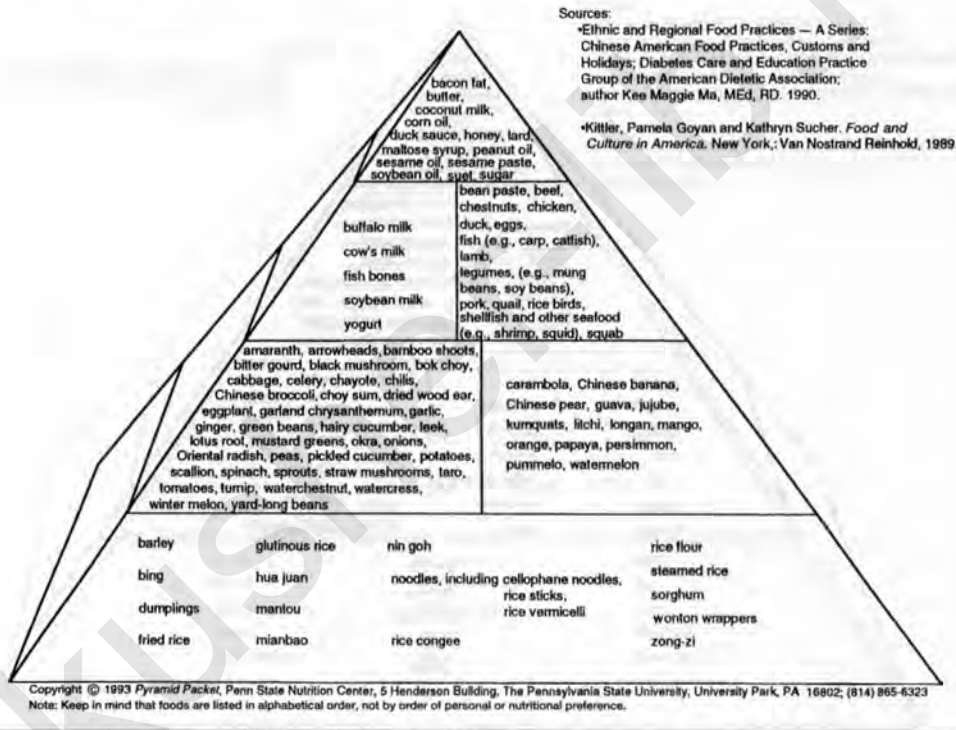 Sources:
•Ethnic and Regional Food Practices — A Series:
Chinese American Food Practices, Customs and
Holidays; Diabetes Care and Education Practice
Group of the American Dietetic Association;
author Kee Maggie Ma, MEd, RD. 1990.
•Kittler, Pamela Goyan and Kathryn Sucher. Food and
Culture in America. New York,: Van Nostrand Reinhold, 1989
bacon fat,
butter,
coconut milk,
corn oil,
duck sauce, honey, lard,
maltose syrup, peanut oil,
sesame oil, sesame paste,
soybean oil, suet, sugar
buffalo milk
cow's milk
fish bones
soybean milk
yogurt
bean paste, beef,
chestnuts, chicken,
duck, eggs,
fish (e.g., carp, catfish),
lamb,
legumes, (e.g., mung
beans, soy beans),
pork, quail, rice birds,
shellfish and other seafood
(e.g., shrimp, squid), squab
amaranth, arrowheads, bamboo shoots,
bitter gourd, black mushroom, bok choy,
cabbage, celery, chayote, chilis,
Chinese broccoli, choy sum, dried wood ear,
eggplant, garland chrysanthemum, garlic,
ginger, green beans, hairy cucumber, leek,
lotus root, mustard greens, okra, onions,
Oriental radish, peas, pickled cucumber, potatoes,
scallion, spinach, sprouts, straw mushrooms, taro,
tomatoes, turnip, waterchestnut, watercress,
winter melon, yard-long beans
carambola, Chinese banana,
Chinese pear, guava, jujube,
kumquats, litchi, longan, mango,
orange, papaya, persimmon,
pummelo, watermelon
barley
bing
dumplings
fried rice
glutinous rice
hua juan
mantou
mianbao
nin goh
noodles, including cellophane noodles,
rice sticks,
rice vermicelli
rice congee
rice flour
steamed rice
sorghum
wonton wrappers
zong-zi
Copyright © 1993 Pyramid Packet, Penn State Nutrition Center, 5 Henderson Building, The Pennsylvania State University, University Park, PA 16802; (814) 865-6323
Note: Keep in mind that foods are listed in alphabetical order, not by order of personal or nutritional preference.